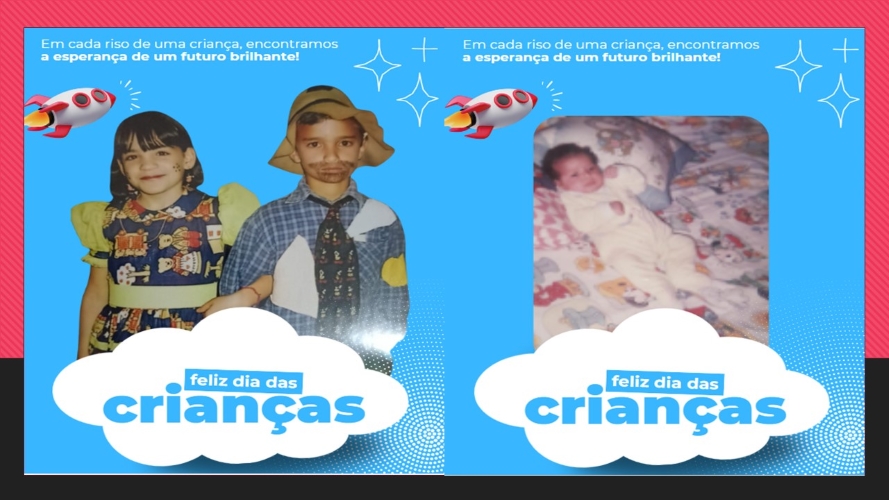 Em cada riso de uma criança, encontramos
a esperança de um futuro brilhante!
feliz dia das
crianças
Em cada riso de uma criança, encontramos
a esperança de um futuro brilhante!
feliz dia das
crianças